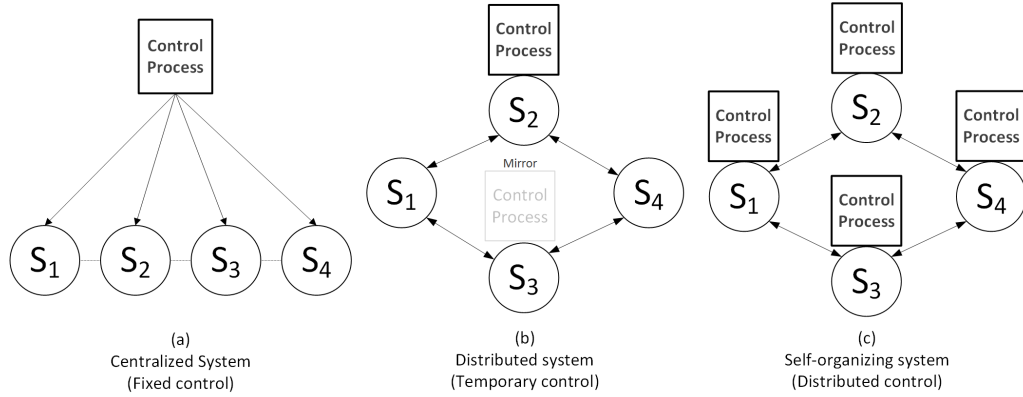 Control
Process
S1
S2
S3
S4
(a)
Centralized System
(Fixed control)
Control
Process
S2
Mirror
Control
Process
S1
S4
S3
(b)
Distributed system
(Temporary control)
Control
Process
S2
Control
Process
Control
Process
S1
S4
Control
Process
S3
(c)
Self-organizing system
(Distributed control)